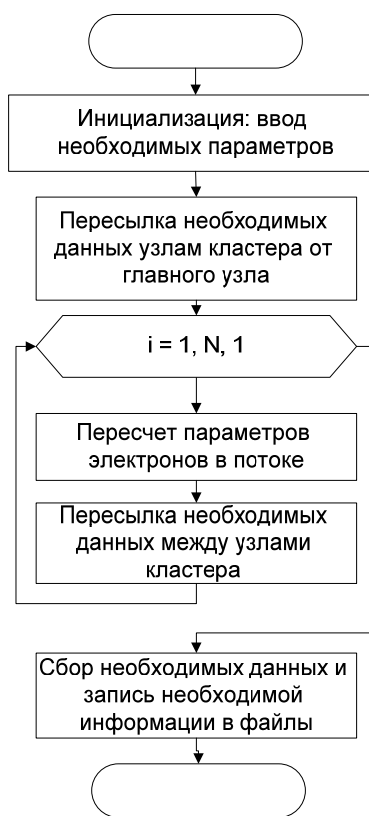 Инициализация: ввод
необходимых параметров
Пересылка необходимых
данных узлам кластера от
главного узла
i = 1, N, 1
Пересчет параметров
электронов в потоке
Пересылка необходимых
данных между узлами
кластера
Сбор необходимых данных и
запись необходимой
информации в файлы